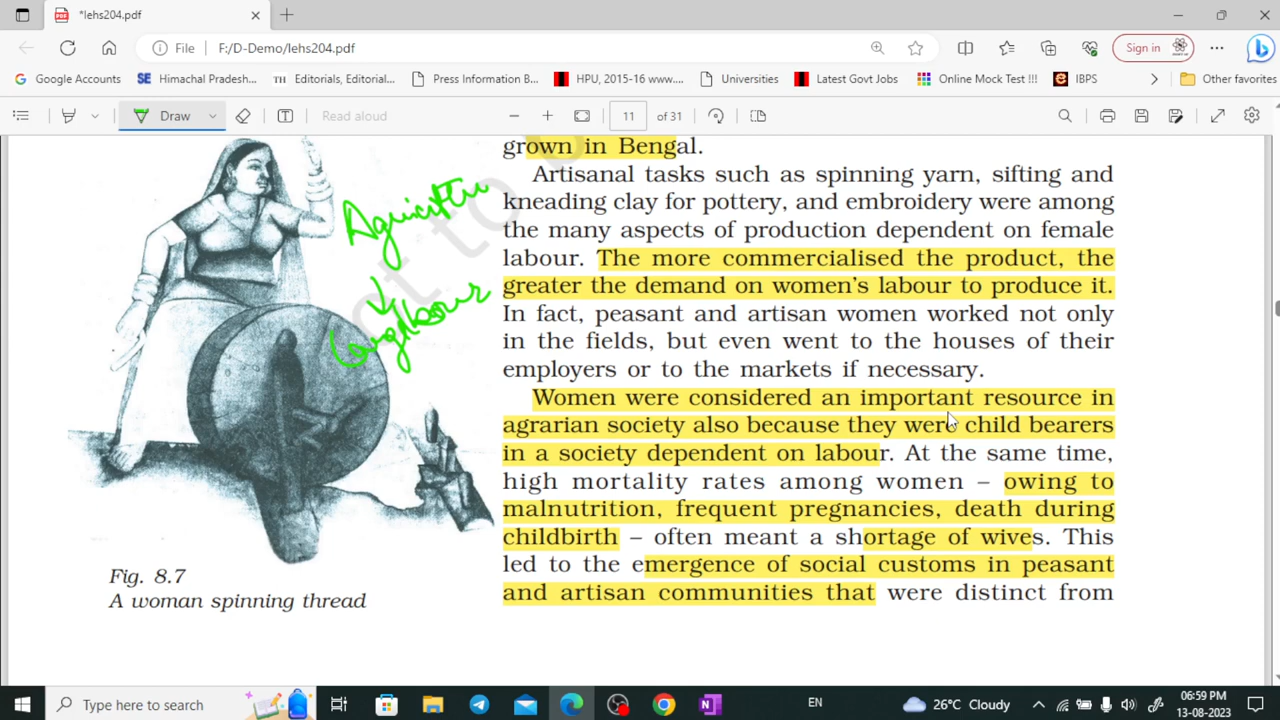 *lehs204.pdf
File F:/D-Demo/lehs204.pdf Sign in
Google Accounts SE Himachal Pradesh... TH Editorials, Editorial... Press Information B... HPU, 2015-16 www.... Universities Latest Govt Jobs Online Mock Test !!! IBPS Other favorites
Draw Read aloud 11 of 31
grown in Bengal.
Artisanal tasks such as spinning yarn, sifting and
kneading clay for pottery, and embroidery were among
the many aspects of production dependent on female
labour. The more commercialised the product, the
greater the demand on women's labour to produce it.
In fact, peasant and artisan women worked not only
in the fields, but even went to the houses of their
employers or to the markets if necessary.
Women were considered an important resource in
agrarian society also because they were child bearers
in a society dependent on labour. At the same time,
high mortality rates among women – owing to
malnutrition, frequent pregnancies, death during
childbirth – often meant a shortage of wives. This
led to the emergence of social customs in peasant
and artisan communities that were distinct from
to
Fig. 8.7
A woman spinning thread
Type here to search EN 26°C Cloudy 06:59 PM
13-08-2023